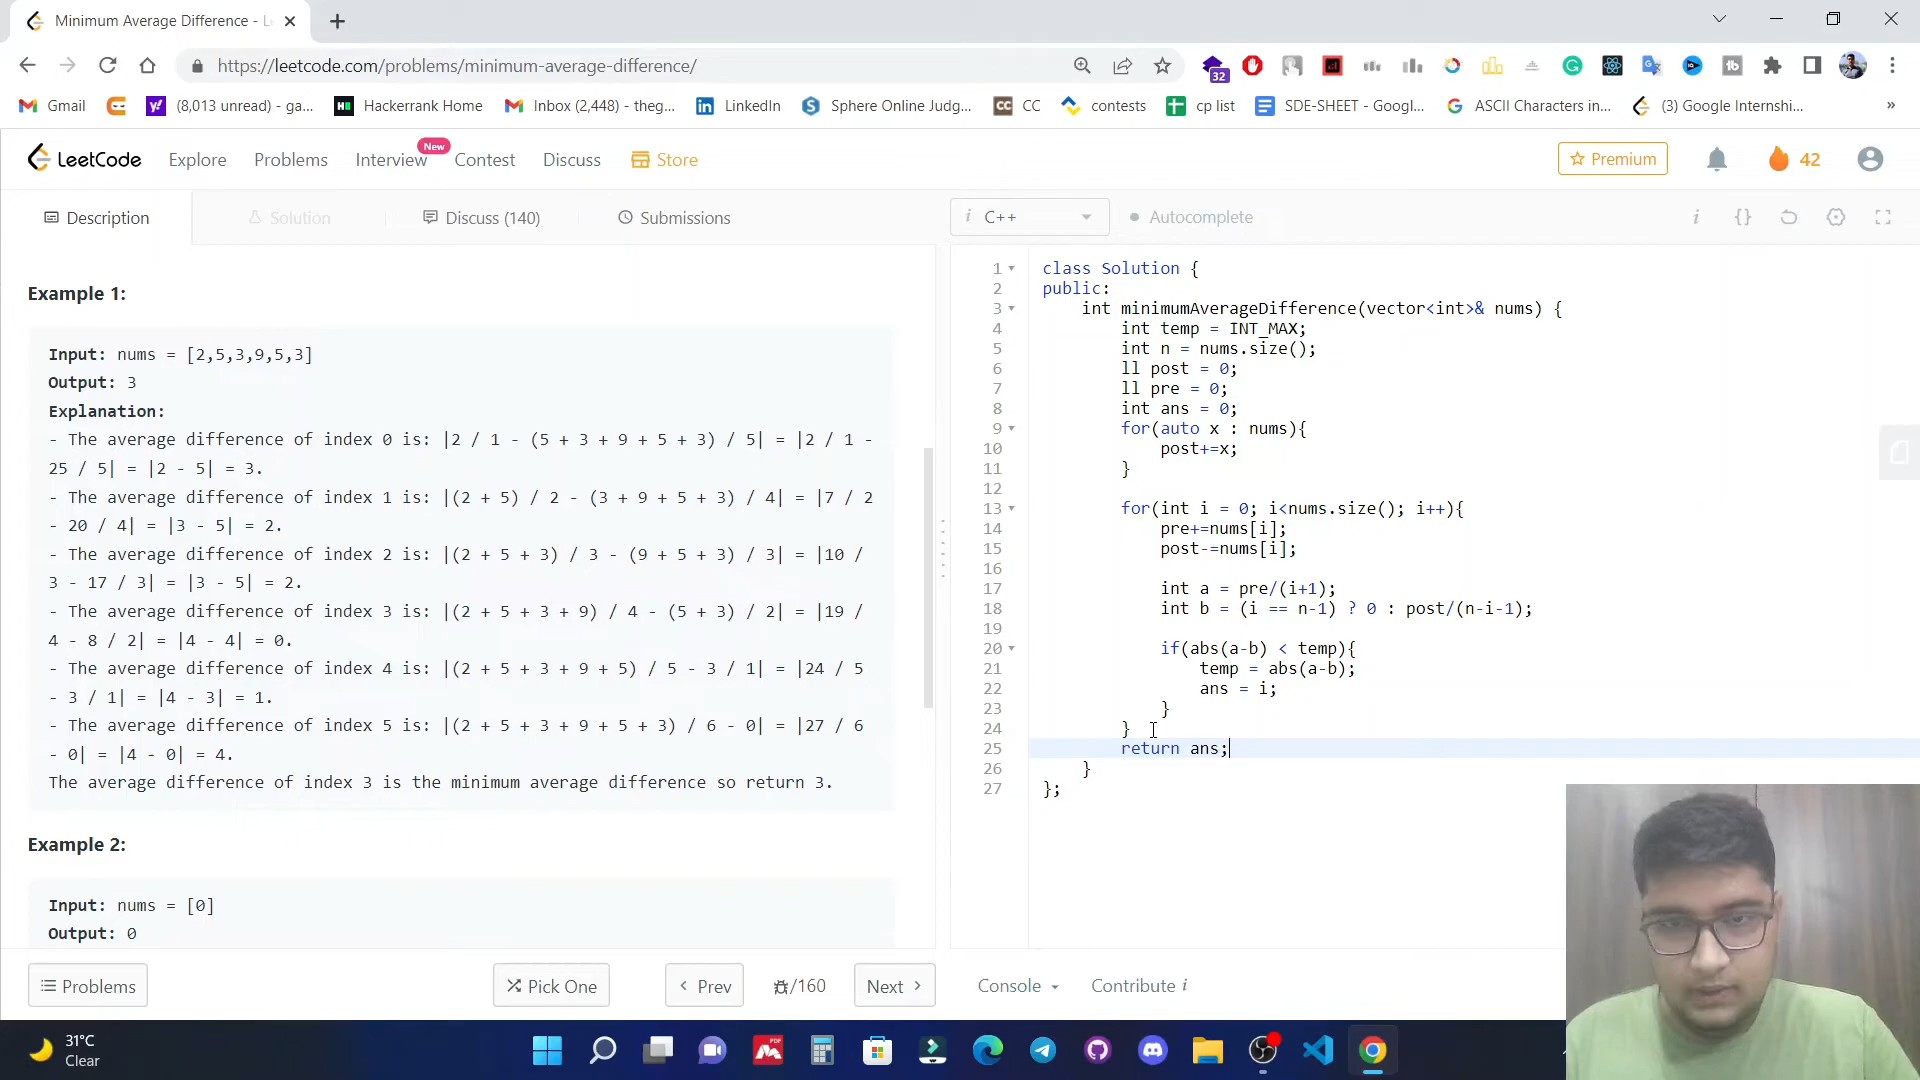 Minimum Average Difference - L
https://leetcode.com/problems/minimum-average-difference/
32
Gmail
(8,013 unread) - ga...
Hackerrank Home
Inbox (2,448) - theg...
LinkedIn
Sphere Online Judg...
CC
contests
cp list
SDE-SHEET - Googl...
ASCII Characters in...
(3) Google Internshi...
»
LeetCode
Explore
Problems
Interview
New
Contest
Discuss
Store
Premium
42
Description
Solution
Discuss (140)
Submissions
i C++
Autocomplete
i {}
Example 1:
Input: nums = [2,5,3,9,5,3]
Output: 3
Explanation:
- The average difference of index 0 is: |2 / 1 - (5 + 3 + 9 + 5 + 3) / 5| = |2 / 1 -
25 / 5| = |2 - 5| = 3.
- The average difference of index 1 is: |(2 + 5) / 2 - (3 + 9 + 5 + 3) / 4| = |7 / 2
- 20 / 4| = |3 - 5| = 2.
- The average difference of index 2 is: |(2 + 5 + 3) / 3 - (9 + 5 + 3) / 3| = |10 /
3 - 17 / 3| = |3 - 5| = 2.
- The average difference of index 3 is: |(2 + 5 + 3 + 9) / 4 - (5 + 3) / 2| = |19 /
4 - 8 / 2| = |4 - 4| = 0.
- The average difference of index 4 is: |(2 + 5 + 3 + 9 + 5) / 5 - 3 / 1| = |24 / 5
- 3 / 1| = |4 - 3| = 1.
- The average difference of index 5 is: |(2 + 5 + 3 + 9 + 5 + 3) / 6 - 0| = |27 / 6
- 0| = |4 - 0| = 4.
The average difference of index 3 is the minimum average difference so return 3.
Example 2:
Input: nums = [0]
Output: 0
1 class Solution {
2 public:
3 int minimumAverageDifference(vector<int>& nums) {
4 int temp = INT_MAX;
5 int n = nums.size();
6 ll post = 0;
7 ll pre = 0;
8 int ans = 0;
9 for(auto x : nums){
10 post+=x;
11 }
12
13 for(int i = 0; i<nums.size(); i++){
14 pre+=nums[i];
15 post-=nums[i];
16
17 int a = pre/(i+1);
18 int b = (i == n-1) ? 0 : post/(n-i-1);
19
20 if(abs(a-b) < temp){
21 temp = abs(a-b);
22 ans = i;
23 }
24 }
25 return ans;
26 }
27 };
Problems
Pick One
Prev
/160
Next
Console
Contribute i
31°C
Clear